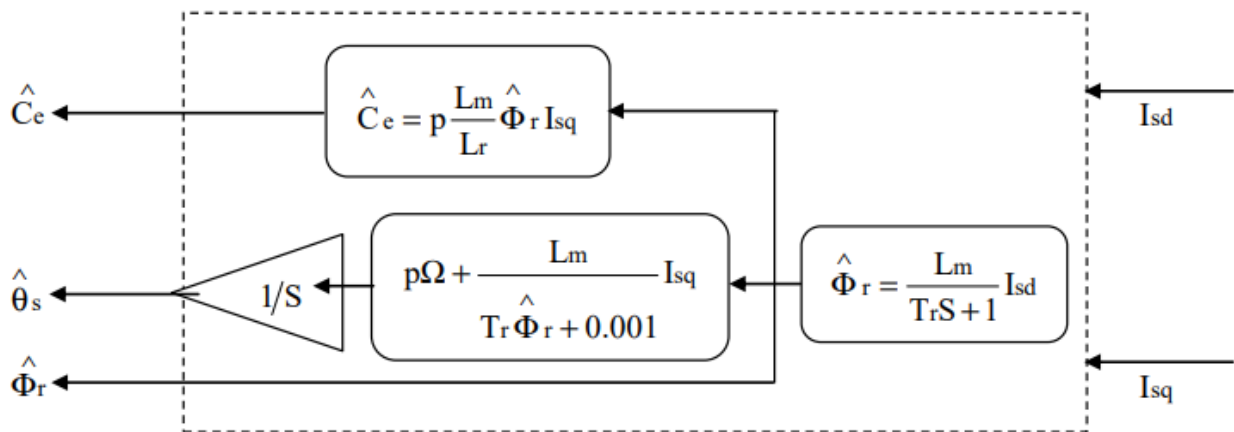 Ĉe
Ĉe = p Lm/Lr Φ̂r Isq
Isd
θ̂s
1/S
pΩ + Lm/(Tr Φ̂r + 0.001) Isq
Φ̂r = Lm/(TrS + 1) Isd
Φ̂r
Isq